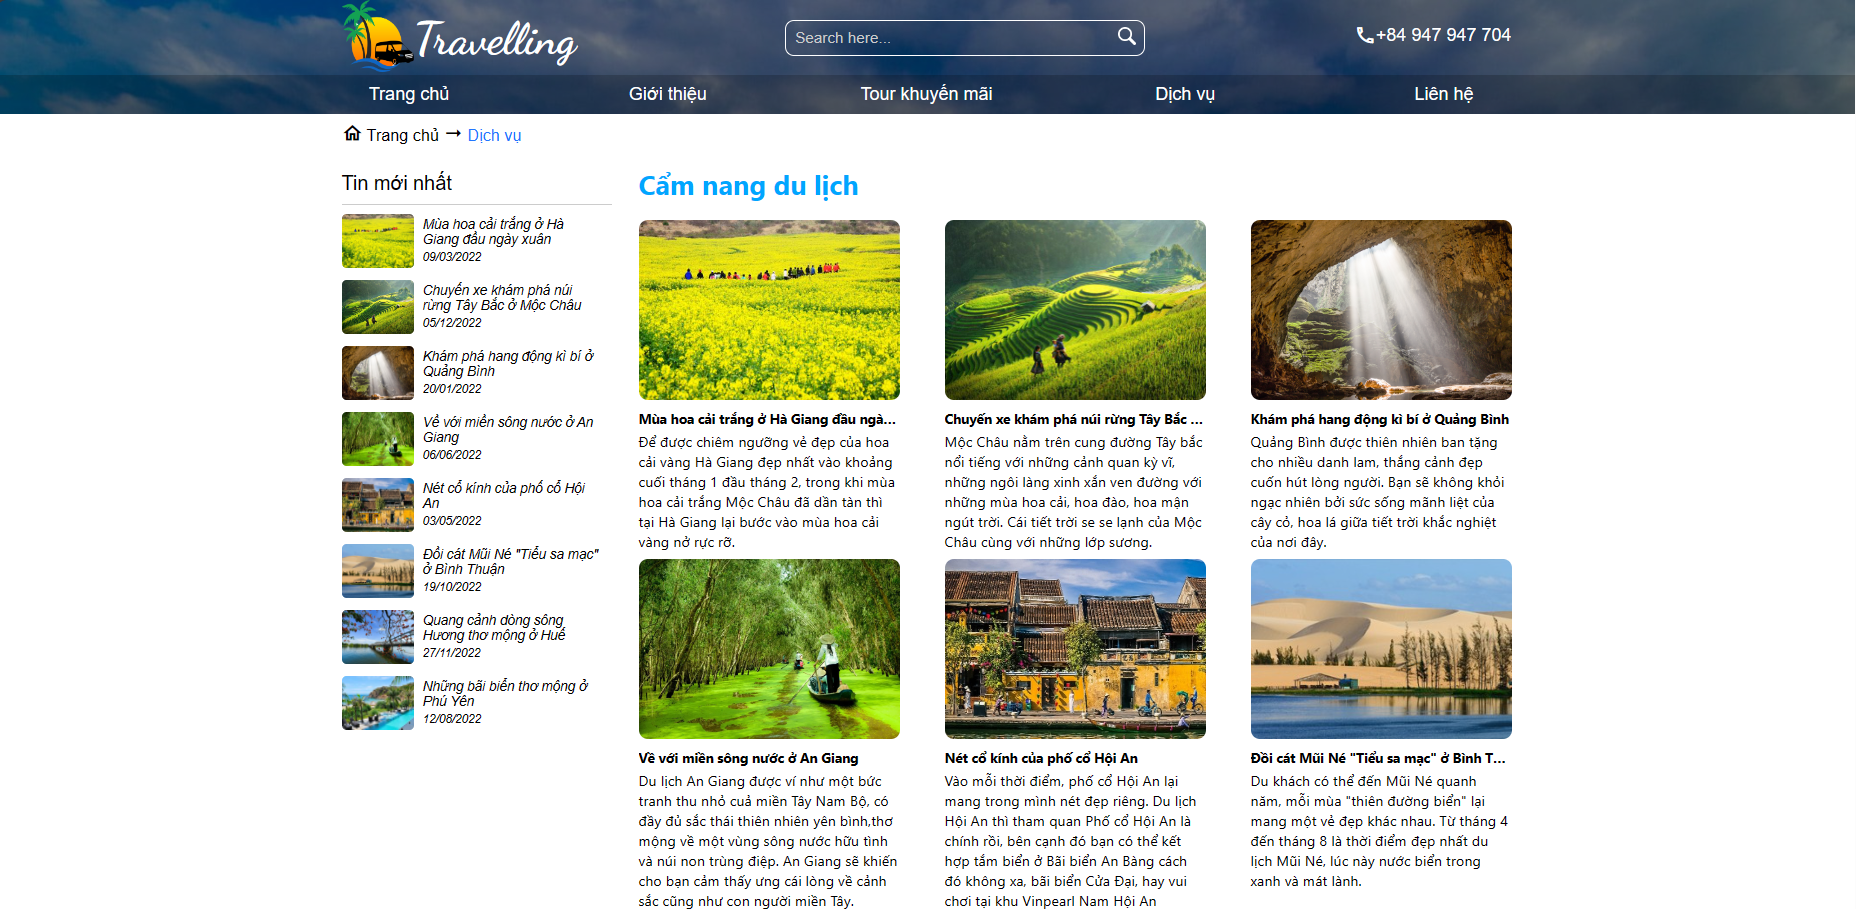 Travelling
Search here...
+84 947 947 704
Trang chủ
Giới thiệu
Tour khuyến mãi
Dịch vụ
Liên hệ
Trang chủ → Dịch vụ
Tin mới nhất
Mùa hoa cải trắng ở Hà
Giang đầu ngày xuân
09/03/2022
Chuyến xe khám phá núi
rừng Tây Bắc ở Mộc Châu
05/12/2022
Khám phá hang động kì bí ở
Quảng Bình
20/01/2022
Về với miền sông nước ở An
Giang
06/06/2022
Nét cổ kính của phố cổ Hội
An
03/05/2022
Đồi cát Mũi Né "Tiểu sa mạc"
ở Bình Thuận
19/10/2022
Quang cảnh dòng sông
Hương thơ mộng ở Huế
27/11/2022
Những bãi biển thơ mộng ở
Phú Yên
12/08/2022
Cẩm nang du lịch
Mùa hoa cải trắng ở Hà Giang đầu ngà...
Để được chiêm ngưỡng vẻ đẹp của hoa
cải vàng Hà Giang đẹp nhất vào khoảng
cuối tháng 1 đầu tháng 2, trong khi mùa
hoa cải trắng Mộc Châu đã dần tàn thì
tại Hà Giang lại bước vào mùa hoa cải
vàng nở rực rỡ.
Chuyến xe khám phá núi rừng Tây Bắc ...
Mộc Châu nằm trên cung đường Tây bắc
nổi tiếng với những cảnh quan kỳ vĩ,
những ngôi làng xinh xắn ven đường với
những mùa hoa cải, hoa đào, hoa mận
ngút trời. Cái tiết trời se se lạnh của Mộc
Châu cùng với những lớp sương.
Khám phá hang động kì bí ở Quảng Bình
Quảng Bình được thiên nhiên ban tặng
cho nhiều danh lam, thắng cảnh đẹp
cuốn hút lòng người. Bạn sẽ không khỏi
ngạc nhiên bởi sức sống mãnh liệt của
cây cỏ, hoa lá giữa tiết trời khắc nghiệt
của nơi đây.
Về với miền sông nước ở An Giang
Du lịch An Giang được ví như một bức
tranh thu nhỏ cuả miền Tây Nam Bộ, có
đầy đủ sắc thái thiên nhiên yên bình,thơ
mộng về một vùng sông nước hữu tình
và núi non trùng điệp. An Giang sẽ khiến
cho bạn cảm thấy ưng cái lòng về cảnh
sắc cũng như con người miền Tây.
Nét cổ kính của phố cổ Hội An
Vào mỗi thời điểm, phố cổ Hội An lại
mang trong mình nét đẹp riêng. Du lịch
Hội An thì tham quan Phố cổ Hội An là
chính rồi, bên cạnh đó bạn có thể kết
hợp tắm biển ở Bãi biển An Bàng cách
đó không xa, bãi biển Cửa Đại, hay vui
chơi tại khu Vinpearl Nam Hội An
Đồi cát Mũi Né "Tiểu sa mạc" ở Bình T...
Du khách có thể đến Mũi Né quanh
năm, mỗi mùa "thiên đường biển" lại
mang một vẻ đẹp khác nhau. Từ tháng 4
đến tháng 8 là thời điểm đẹp nhất du
lịch Mũi Né, lúc này nước biển trong
xanh và mát lành.